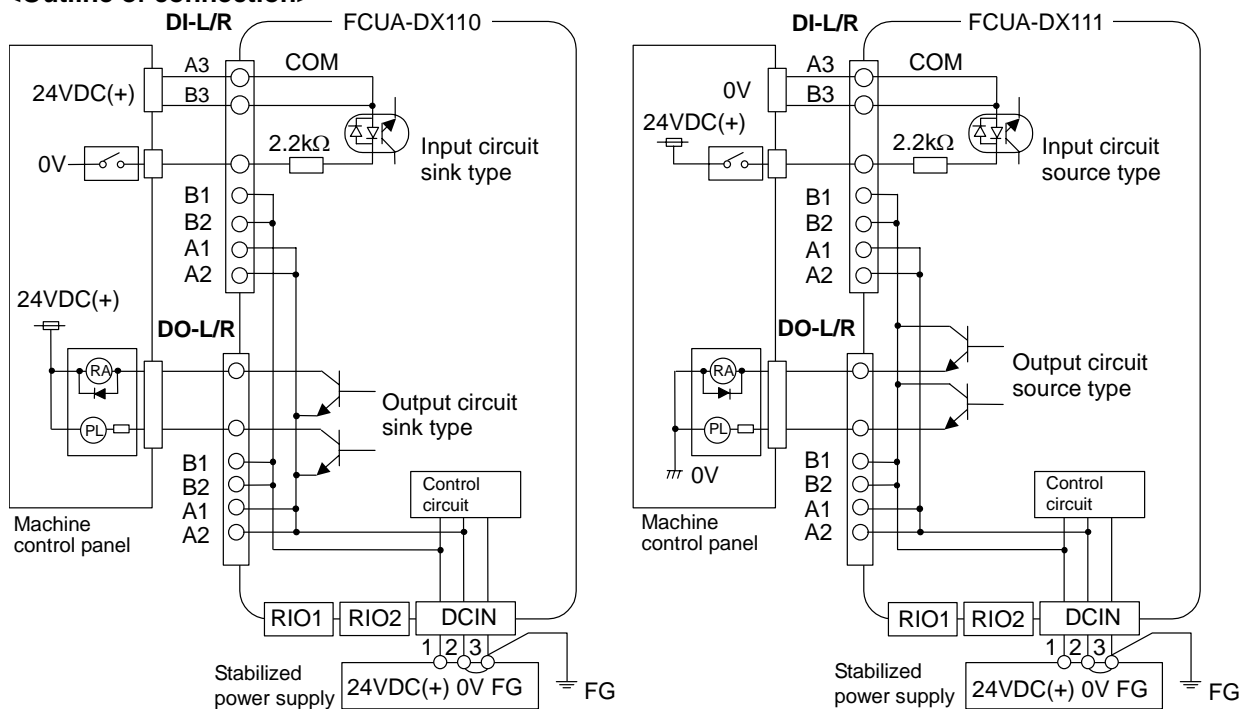 DI-L/R
FCUA-DX110
A3
COM
24VDC(+)
B3
0V
2.2kΩ
Input circuit
sink type
B1
B2
A1
A2
24VDC(+)
DO-L/R
RA
PL
Output circuit
sink type
B1
B2
A1
A2
Control
circuit
Machine
control panel
RIO1
RIO2
DCIN
1 2 3
Stabilized
power supply
24VDC(+) 0V FG
FG
DI-L/R
FCUA-DX111
A3
COM
0V
B3
24VDC(+)
2.2kΩ
Input circuit
source type
B1
B2
A1
A2
DO-L/R
RA
PL
0V
Output circuit
source type
B1
B2
A1
A2
Control
circuit
Machine
control panel
RIO1
RIO2
DCIN
1 2 3
Stabilized
power supply
24VDC(+) 0V FG
FG